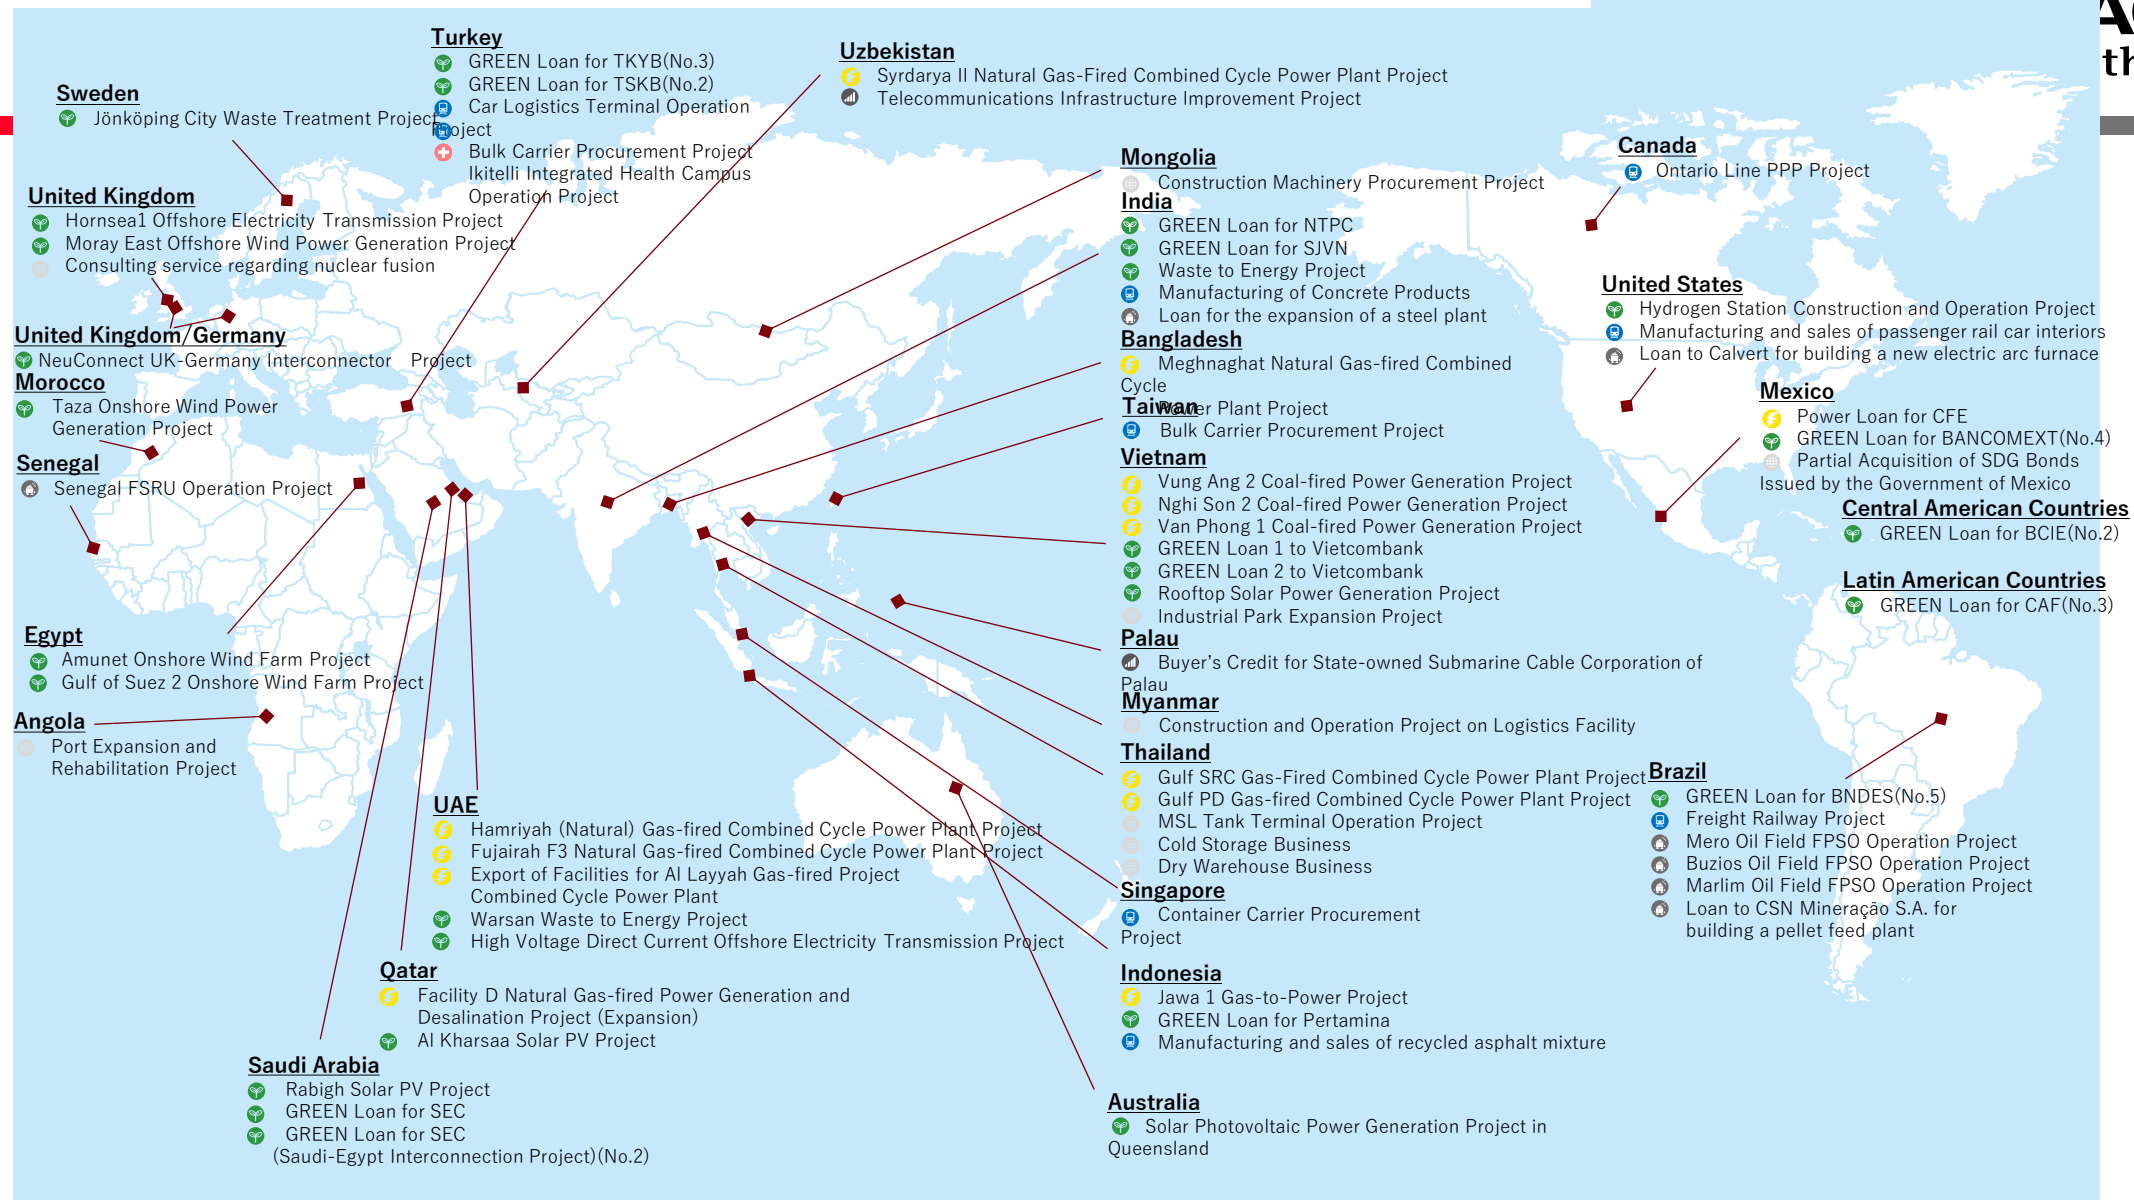 Turkey
GREEN Loan for TKYB(No.3)
GREEN Loan for TSKB(No.2)
Car Logistics Terminal Operation
Project
Bulk Carrier Procurement Project
Ikitelli Integrated Health Campus
Operation Project
Uzbekistan
Syrdarya II Natural Gas-Fired Combined Cycle Power Plant Project
Telecommunications Infrastructure Improvement Project
Sweden
Jönköping City Waste Treatment Project
United Kingdom
Hornsea1 Offshore Electricity Transmission Project
Moray East Offshore Wind Power Generation Project
Consulting service regarding nuclear fusion
United Kingdom/Germany
NeuConnect UK-Germany Interconnector Project
Morocco
Taza Onshore Wind Power
Generation Project
Senegal
Senegal FSRU Operation Project
Egypt
Amunet Onshore Wind Farm Project
Gulf of Suez 2 Onshore Wind Farm Project
Angola
Port Expansion and
Rehabilitation Project
UAE
Hamriyah (Natural) Gas-fired Combined Cycle Power Plant Project
Fujairah F3 Natural Gas-fired Combined Cycle Power Plant Project
Export of Facilities for Al Layyah Gas-fired Project
Combined Cycle Power Plant
Warsan Waste to Energy Project
High Voltage Direct Current Offshore Electricity Transmission Project
Qatar
Facility D Natural Gas-fired Power Generation and
Desalination Project (Expansion)
Al Kharsaa Solar PV Project
Saudi Arabia
Rabigh Solar PV Project
GREEN Loan for SEC
GREEN Loan for SEC
(Saudi-Egypt Interconnection Project)(No.2)
Mongolia
Construction Machinery Procurement Project
India
GREEN Loan for NTPC
GREEN Loan for SJVN
Waste to Energy Project
Manufacturing of Concrete Products
Loan for the expansion of a steel plant
Bangladesh
Meghnaghat Natural Gas-fired Combined
Cycle
Power Plant Project
Taiwan
Bulk Carrier Procurement Project
Vietnam
Vung Ang 2 Coal-fired Power Generation Project
Nghi Son 2 Coal-fired Power Generation Project
Van Phong 1 Coal-fired Power Generation Project
GREEN Loan 1 to Vietcombank
GREEN Loan 2 to Vietcombank
Rooftop Solar Power Generation Project
Industrial Park Expansion Project
Palau
Buyer's Credit for State-owned Submarine Cable Corporation of
Palau
Myanmar
Construction and Operation Project on Logistics Facility
Thailand
Gulf SRC Gas-Fired Combined Cycle Power Plant Project
Gulf PD Gas-fired Combined Cycle Power Plant Project
MSL Tank Terminal Operation Project
Cold Storage Business
Dry Warehouse Business
Singapore
Container Carrier Procurement
Project
Indonesia
Jawa 1 Gas-to-Power Project
GREEN Loan for Pertamina
Manufacturing and sales of recycled asphalt mixture
Australia
Solar Photovoltaic Power Generation Project in
Queensland
Canada
Ontario Line PPP Project
United States
Hydrogen Station Construction and Operation Project
Manufacturing and sales of passenger rail car interiors
Loan to Calvert for building a new electric arc furnace
Mexico
Power Loan for CFE
GREEN Loan for BANCOMEXT(No.4)
Partial Acquisition of SDG Bonds
Issued by the Government of Mexico
Central American Countries
GREEN Loan for BCIE(No.2)
Latin American Countries
GREEN Loan for CAF(No.3)
Brazil
GREEN Loan for BNDES(No.5)
Freight Railway Project
Mero Oil Field FPSO Operation Project
Buzios Oil Field FPSO Operation Project
Marlim Oil Field FPSO Operation Project
Loan to CSN Mineração S.A. for
building a pellet feed plant